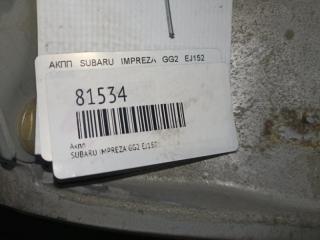 АКПП SUBARU IMPREZA GG2 EJ152
81534
АКПП
SUBARU IMPREZA GG2 EJ152